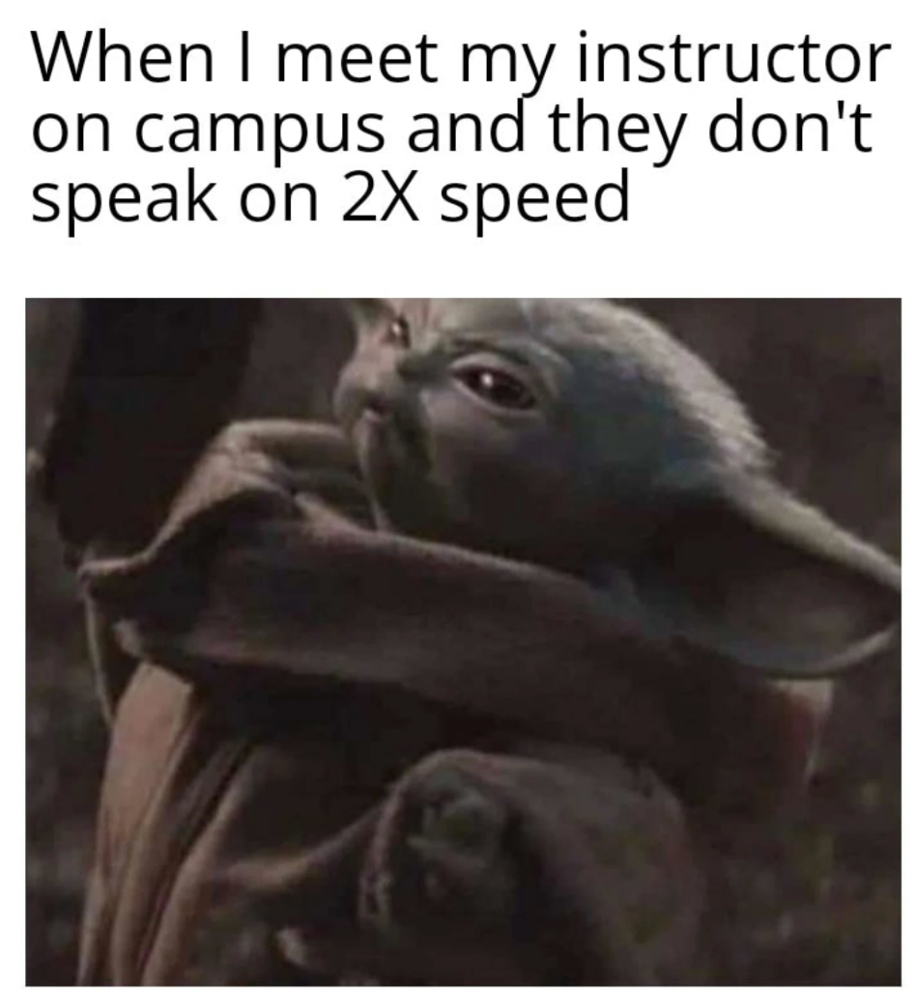 When I meet my instructor
on campus and they don't
speak on 2X speed